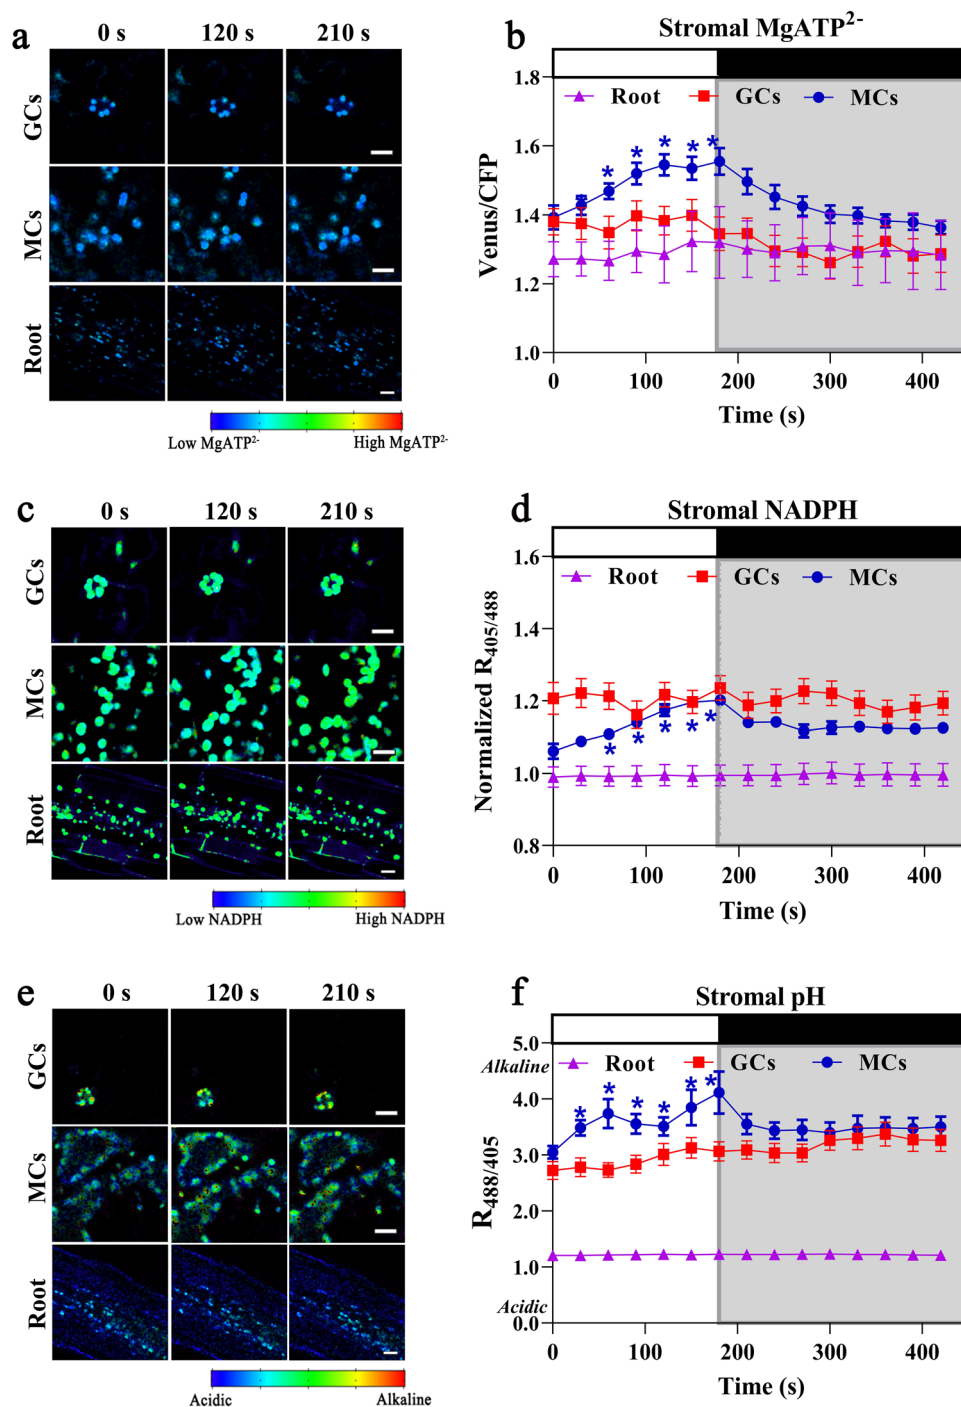 a
0 s 120 s 210 s
GCs
MCs
Root
Low MgATP²⁻ High MgATP²⁻
b
Stromal MgATP²⁻
Root GCs MCs
* * * * *
Venus/CFP
1.8
1.6
1.4
1.2
1.0
0 100 200 300 400
Time (s)
c
0 s 120 s 210 s
GCs
MCs
Root
Low NADPH High NADPH
d
Stromal NADPH
Root GCs MCs
* * * * *
Normalized R₄₀₅/₄₈₈
1.6
1.4
1.2
1.0
0.8
0 100 200 300 400
Time (s)
e
0 s 120 s 210 s
GCs
MCs
Root
Acidic Alkaline
f
Stromal pH
Alkaline
Root GCs MCs
* * * * * *
R₄₈₈/₄₀₅
5.0
4.0
3.0
2.0
1.0
Acidic
0.0
0 100 200 300 400
Time (s)